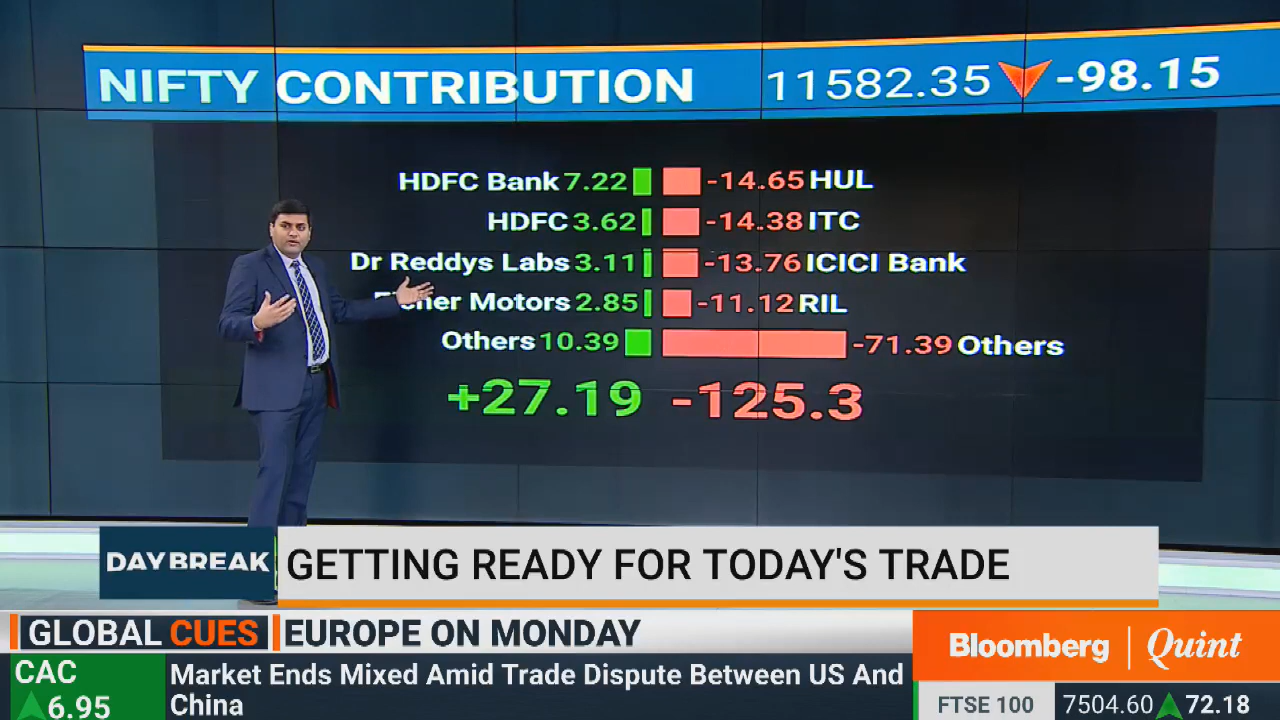 NIFTY CONTRIBUTION 11582.35 -98.15
HDFC Bank 7.22 -14.65 HUL
HDFC 3.62 -14.38 ITC
Dr Reddys Labs 3.11 -13.76 ICICI Bank
Motors 2.85 -11.12 RIL
Others 10.39 -71.39 Others
+27.19 -125.3
DAYBREAK GETTING READY FOR TODAY'S TRADE
GLOBAL CUES EUROPE ON MONDAY
Bloomberg | Quint
CAC
6.95
Market Ends Mixed Amid Trade Dispute Between US And
China
FTSE 100 7504.60 72.18